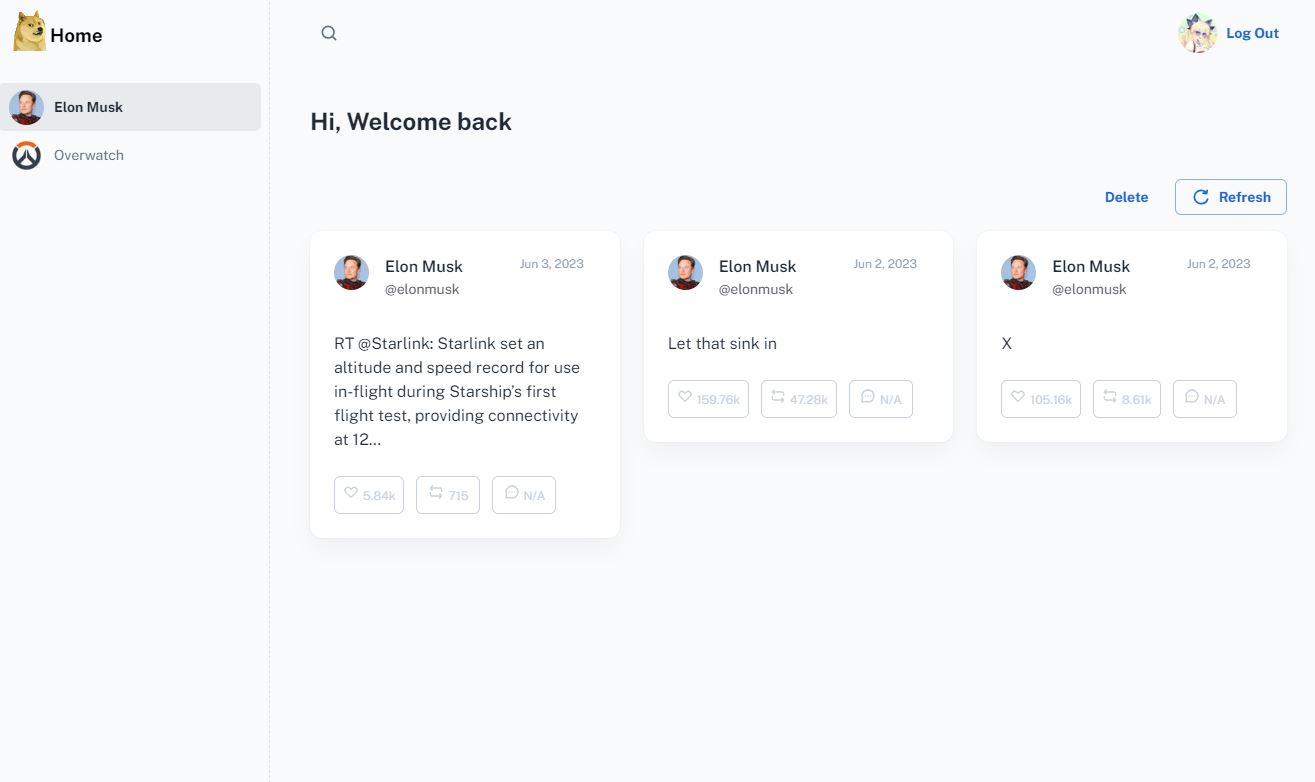 Home
Log Out
Elon Musk
Overwatch
Hi, Welcome back
Delete
Refresh
Elon Musk
Jun 3, 2023
@elonmusk
RT @Starlink: Starlink set an
altitude and speed record for use
in-flight during Starship’s first
flight test, providing connectivity
at 12…
5.84k
715
N/A
Elon Musk
Jun 2, 2023
@elonmusk
Let that sink in
159.76k
47.28k
N/A
Elon Musk
Jun 2, 2023
@elonmusk
X
105.16k
8.61k
N/A